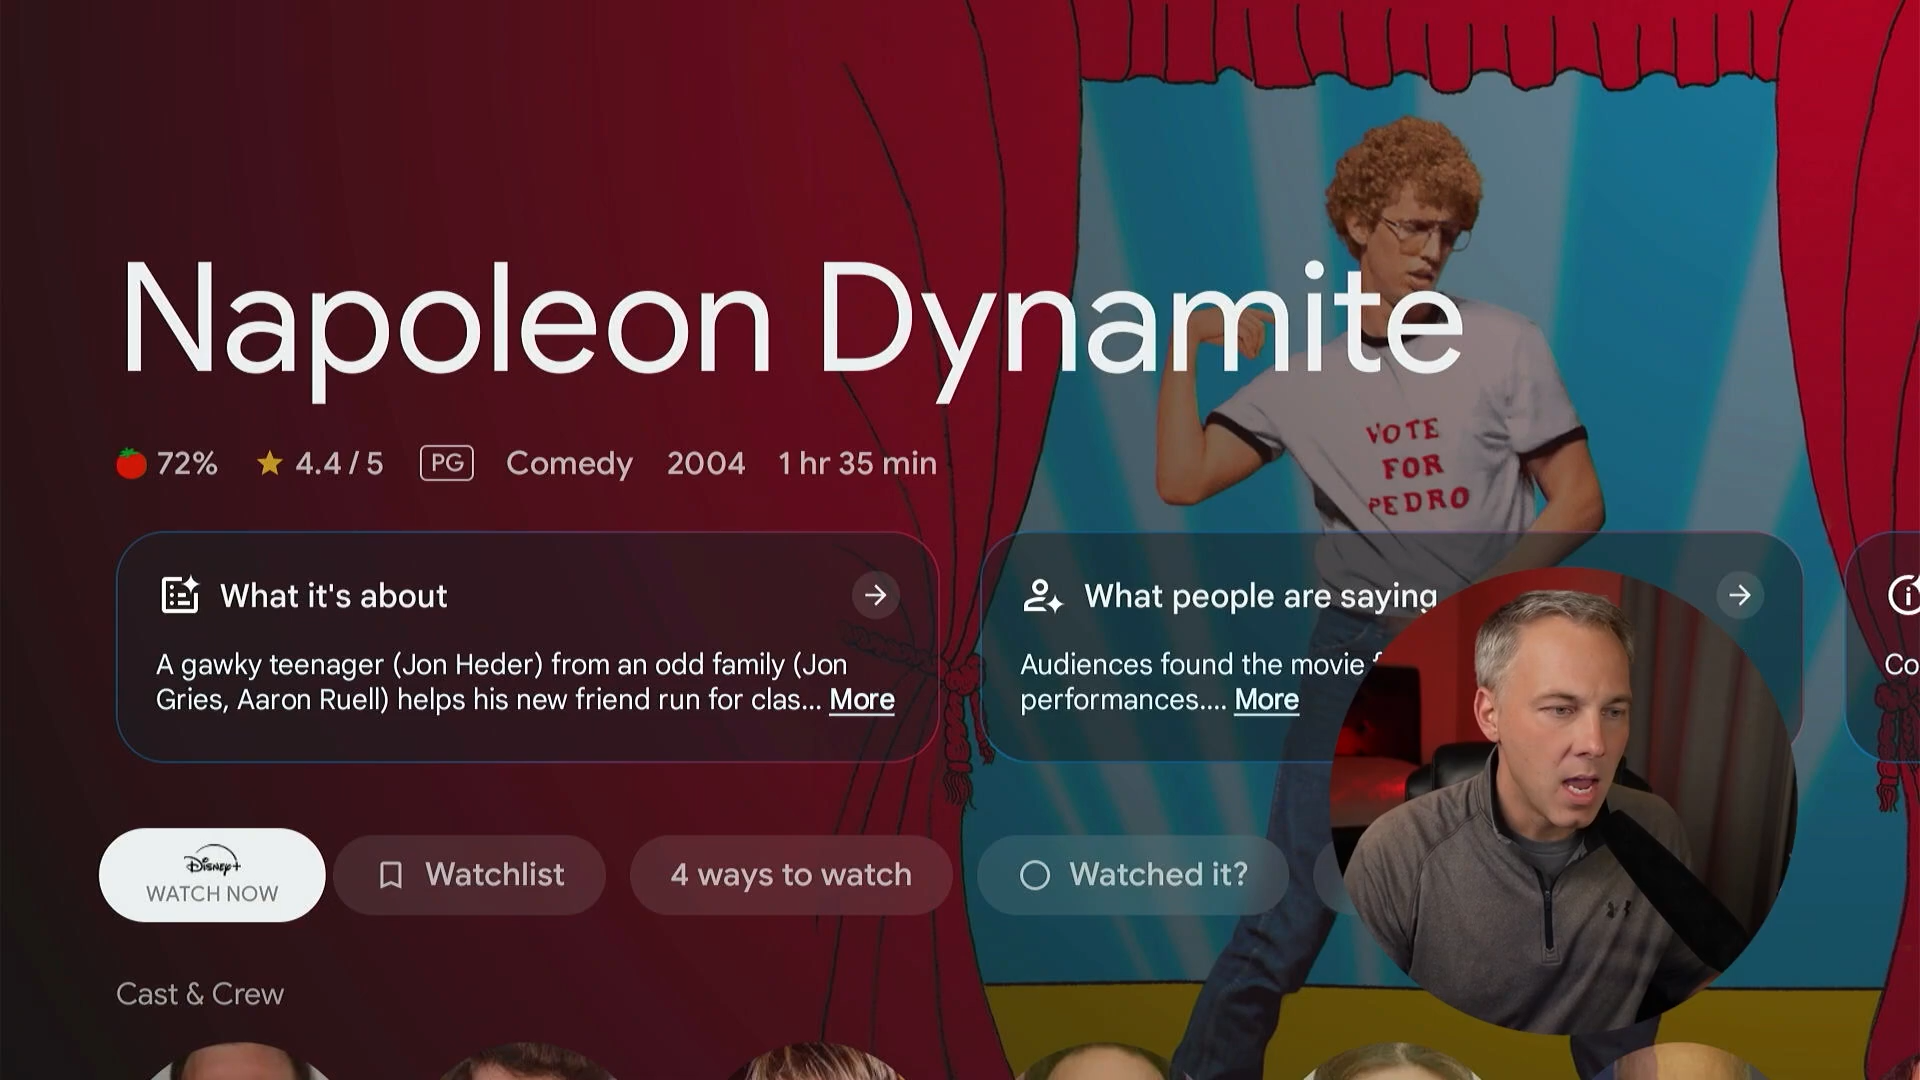 Napoleon Dynamite
72% 4.4 / 5 PG Comedy 2004 1 hr 35 min
VOTE
FOR
PEDRO
What it's about
A gawky teenager (Jon Heder) from an odd family (Jon
Gries, Aaron Ruell) helps his new friend run for clas... More
What people are saying
Audiences found the movie
performances.... More
Co
Disney+
WATCH NOW
Watchlist
4 ways to watch
Watched it?
Cast & Crew